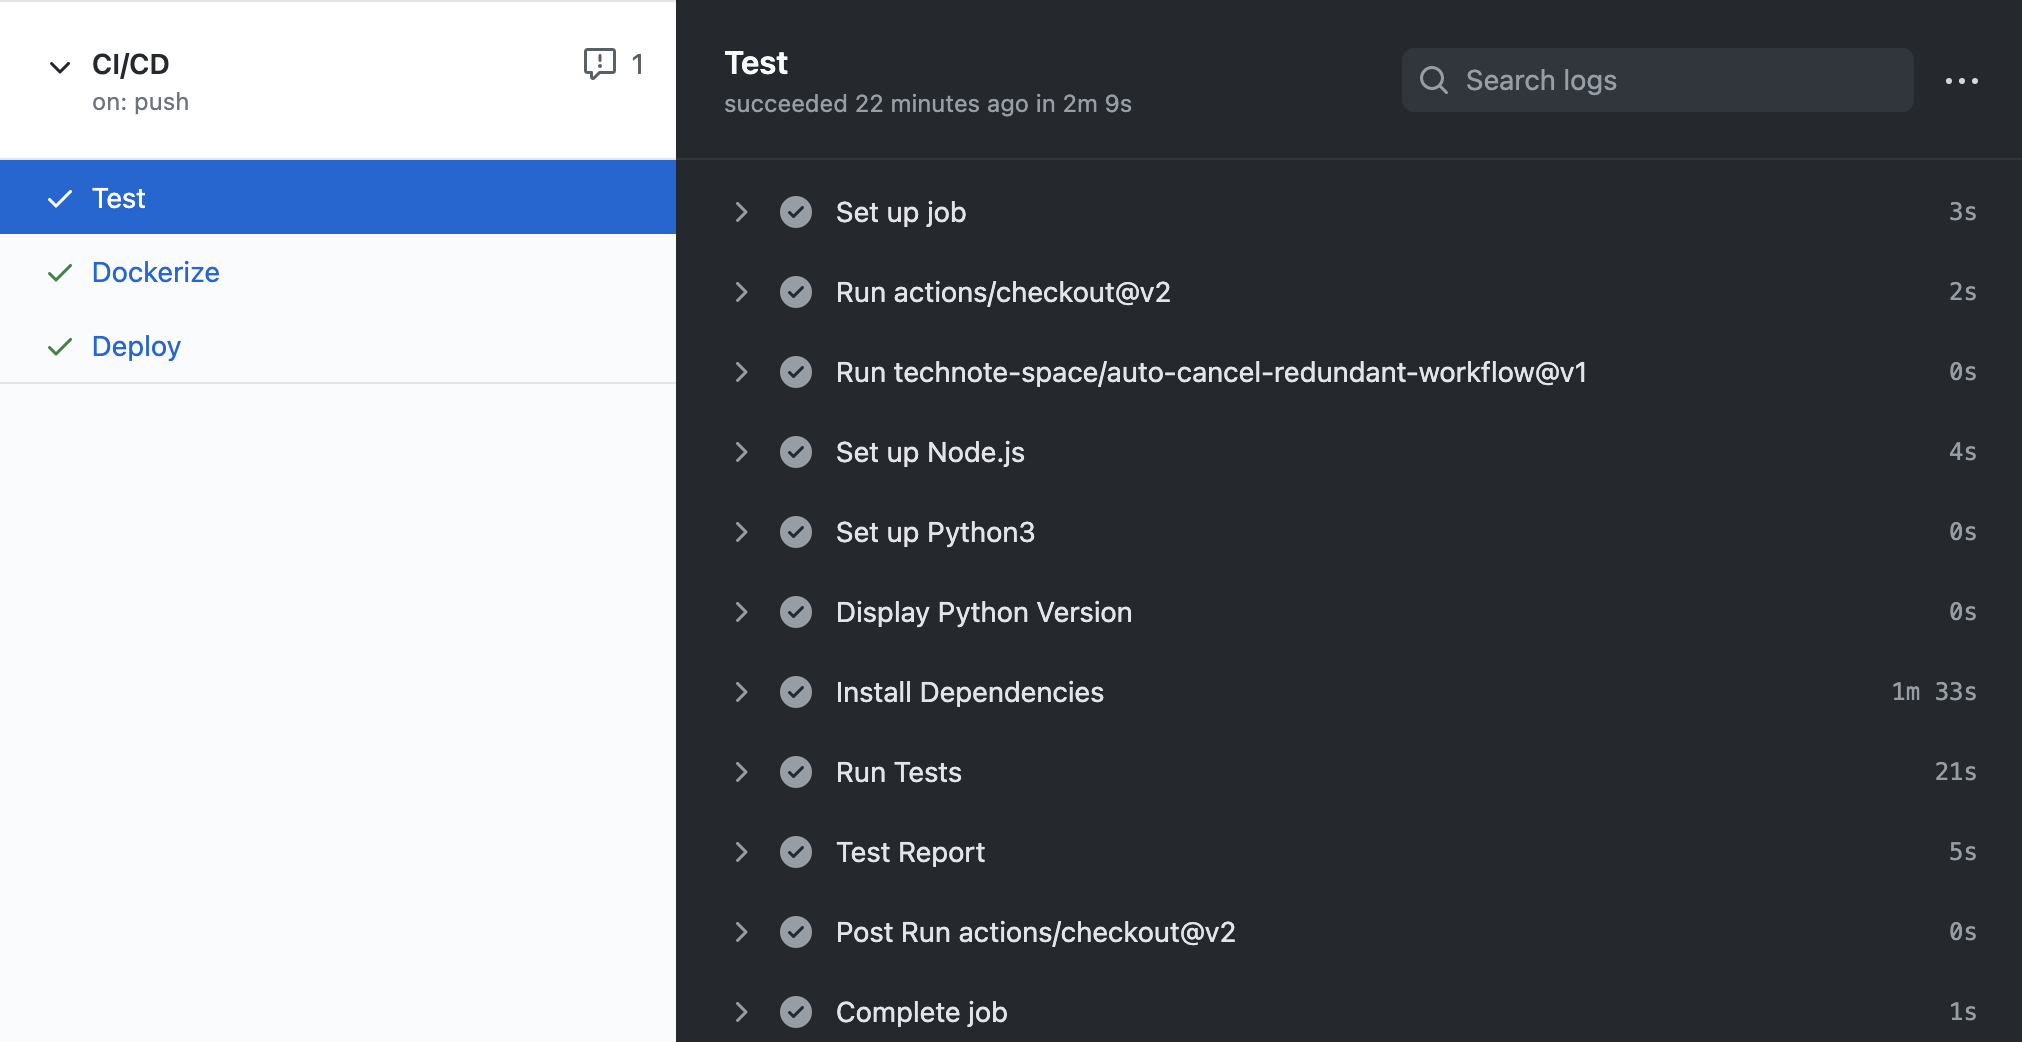 CI/CD 1
on: push
Test
Dockerize
Deploy
Test
succeeded 22 minutes ago in 2m 9s
Search logs
Set up job 3s
Run actions/checkout@v2 2s
Run technote-space/auto-cancel-redundant-workflow@v1 0s
Set up Node.js 4s
Set up Python3 0s
Display Python Version 0s
Install Dependencies 1m 33s
Run Tests 21s
Test Report 5s
Post Run actions/checkout@v2 0s
Complete job 1s